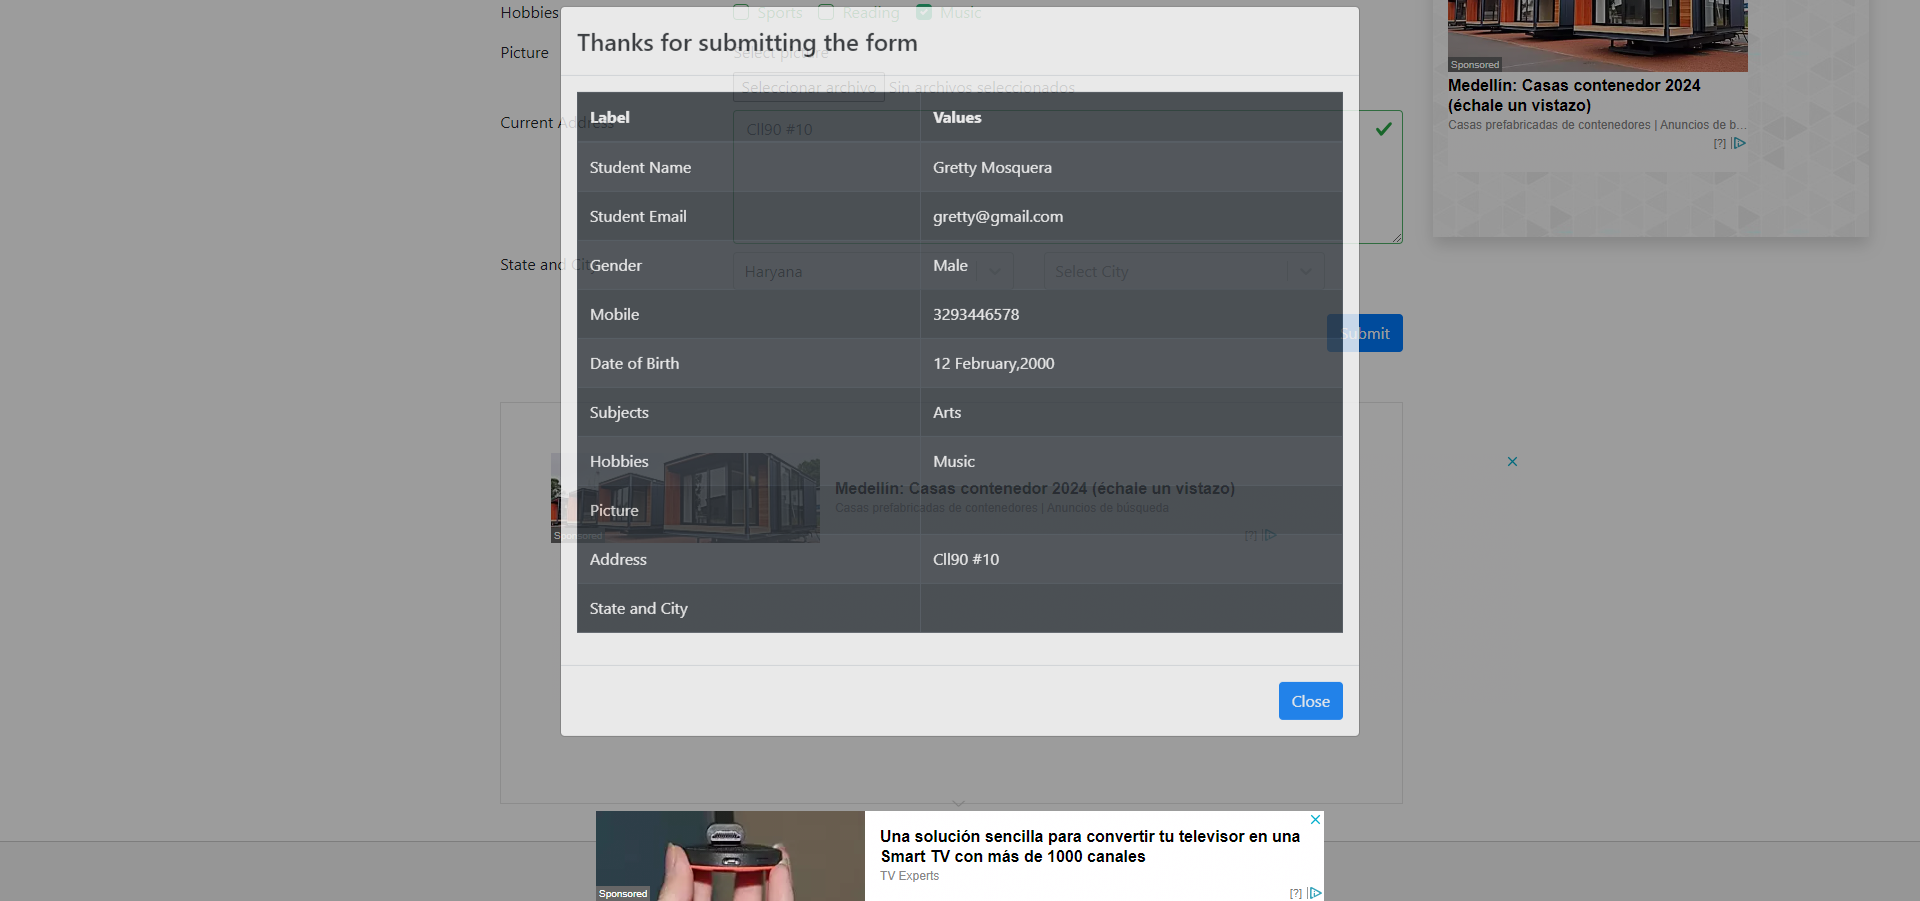 Hobbies
Sports Reading Music
Thanks for submitting the form
Picture
Select picture
Seleccionar archivo Sin archivos seleccionados
Current Address
Cll90 #10
Label Values
Student Name Gretty Mosquera
Student Email gretty@gmail.com
Gender Male
State and City
Haryana
Select City
Mobile 3293446578
Submit
Date of Birth 12 February,2000
Subjects Arts
Hobbies Music
Picture
Address Cll90 #10
State and City
Close
Sponsored
Medellín: Casas contenedor 2024 (échale un vistazo)
Casas prefabricadas de contenedores | Anuncios de búsqueda
[?]
Sponsored
Medellín: Casas contenedor 2024
(échale un vistazo)
Casas prefabricadas de contenedores | Anuncios de b...
[?]
Sponsored
Una solución sencilla para convertir tu televisor en una
Smart TV con más de 1000 canales
TV Experts
[?]